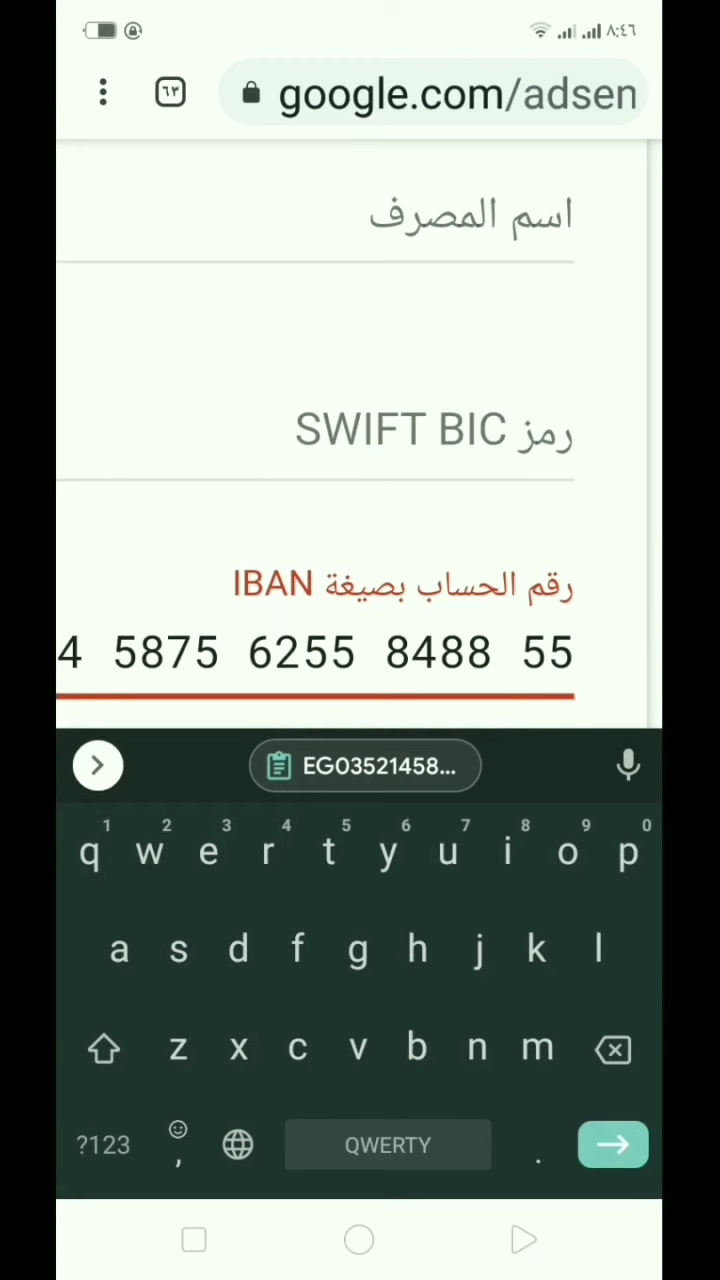 ٨:٤٦
٦٣
google.com/adsen
اسم المصرف
رمز SWIFT BIC
رقم الحساب بصيغة IBAN
4 5875 6255 8488 55
EG03521458...
1 2 3 4 5 6 7 8 9 0
q w e r t y u i o p
a s d f g h j k l
z x c v b n m
?123 , QWERTY .